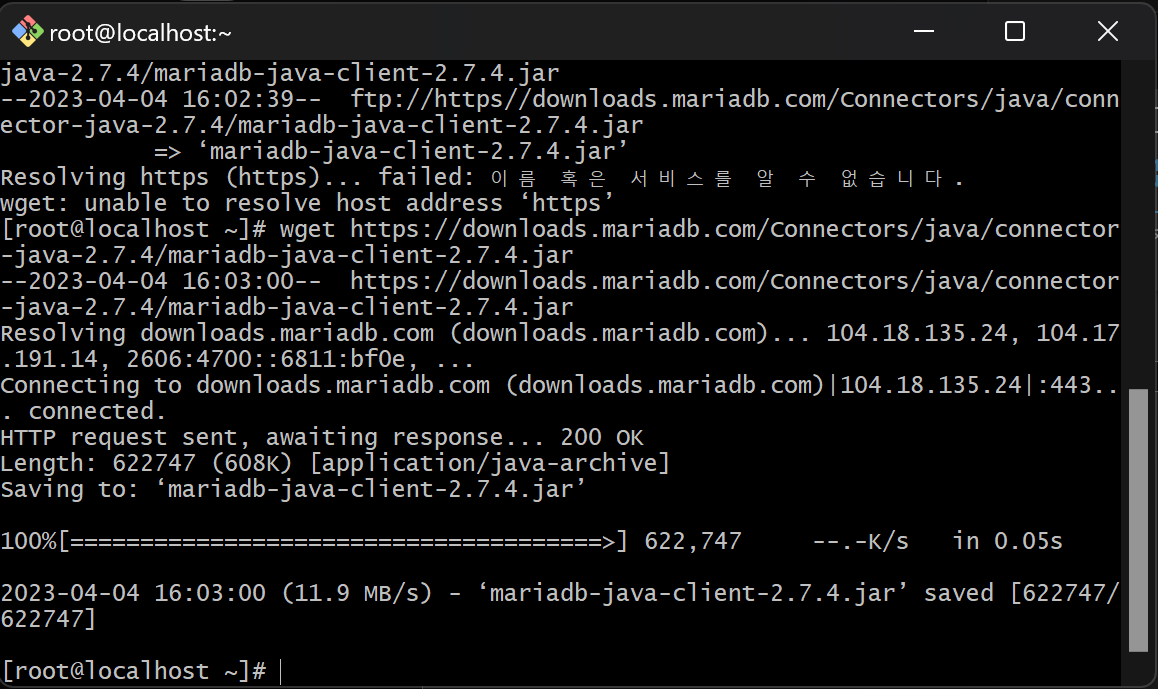 root@localhost:~
java-2.7.4/mariadb-java-client-2.7.4.jar
--2023-04-04 16:02:39--  ftp://https//downloads.mariadb.com/Connectors/java/conn
ector-java-2.7.4/mariadb-java-client-2.7.4.jar
           => ‘mariadb-java-client-2.7.4.jar’
Resolving https (https)... failed: 이름 혹은 서비스를 알 수 없습니다.
wget: unable to resolve host address ‘https’
[root@localhost ~]# wget https://downloads.mariadb.com/Connectors/java/connector
-java-2.7.4/mariadb-java-client-2.7.4.jar
--2023-04-04 16:03:00--  https://downloads.mariadb.com/Connectors/java/connector
-java-2.7.4/mariadb-java-client-2.7.4.jar
Resolving downloads.mariadb.com (downloads.mariadb.com)... 104.18.135.24, 104.17
.191.14, 2606:4700::6811:bf0e, ...
Connecting to downloads.mariadb.com (downloads.mariadb.com)|104.18.135.24|:443..
. connected.
HTTP request sent, awaiting response... 200 OK
Length: 622747 (608K) [application/java-archive]
Saving to: ‘mariadb-java-client-2.7.4.jar’
100%[======================================>] 622,747     --.-K/s   in 0.05s
2023-04-04 16:03:00 (11.9 MB/s) - ‘mariadb-java-client-2.7.4.jar’ saved [622747/
622747]
[root@localhost ~]#